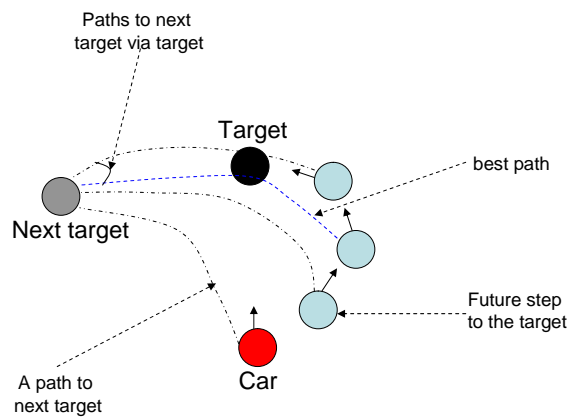 Paths to next
target via target
Target
best path
Next target
Future step
to the target
Car
A path to
next target